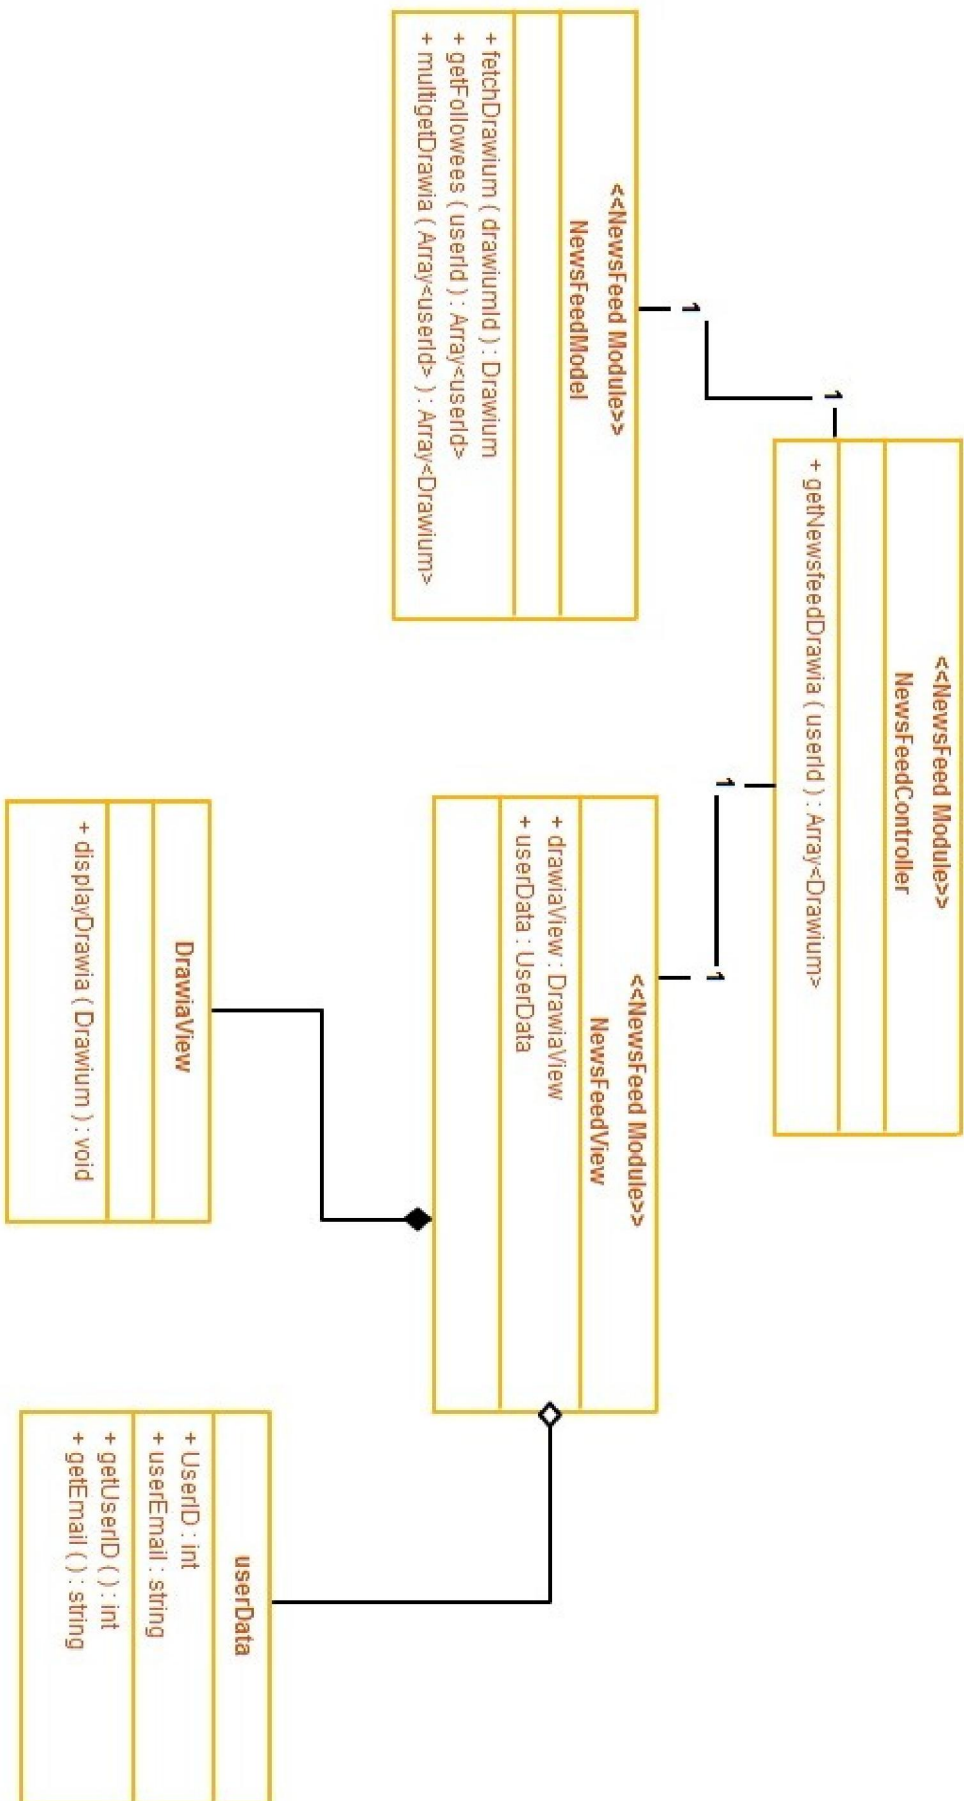 <<NewsFeed Module>>
NewsFeedController
+ getNewsfeedDrawia ( userId ) : Array<Drawium>
1
1
1
1
<<NewsFeed Module>>
NewsFeedModel
+ fetchDrawium ( drawiumId ) : Drawium
+ getFollowees ( userId ) : Array<userId>
+ multigetDrawia ( Array<userId> ) : Array<Drawium>
<<NewsFeed Module>>
NewsFeedView
+ drawiaView : DrawiaView
+ userData : UserData
DrawiaView
+ displayDrawia ( Drawium ) : void
userData
+ UserID : int
+ userEmail : string
+ getUserID ( ) : int
+ getEmail ( ) : string